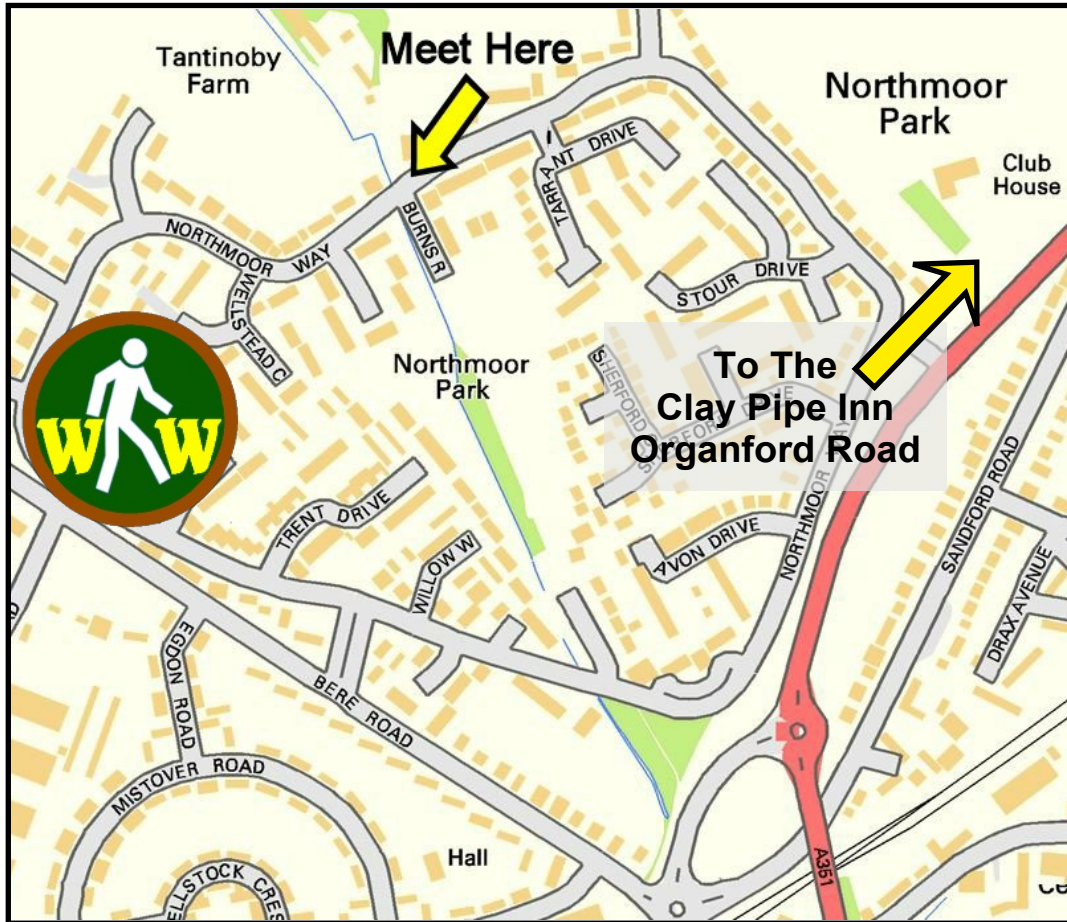 Tantinoby
Farm
Meet Here
Northmoor
Park
Club
House
TARRANT DRIVE
BURNS R
NORTHMOOR WAY
WELLSTEAD C
STOUR DRIVE
Northmoor
Park
To The
Clay Pipe Inn
Organford Road
SHERFORD
DRIVE
W W
NORTHMOOR WAY
SANDFORD ROAD
TRENT DRIVE
AVON DRIVE
WILLOW W
DRAX AVENUE
EGDON ROAD
BERE ROAD
MISTOVER ROAD
Hall
A351
ELLSTOCK CRES